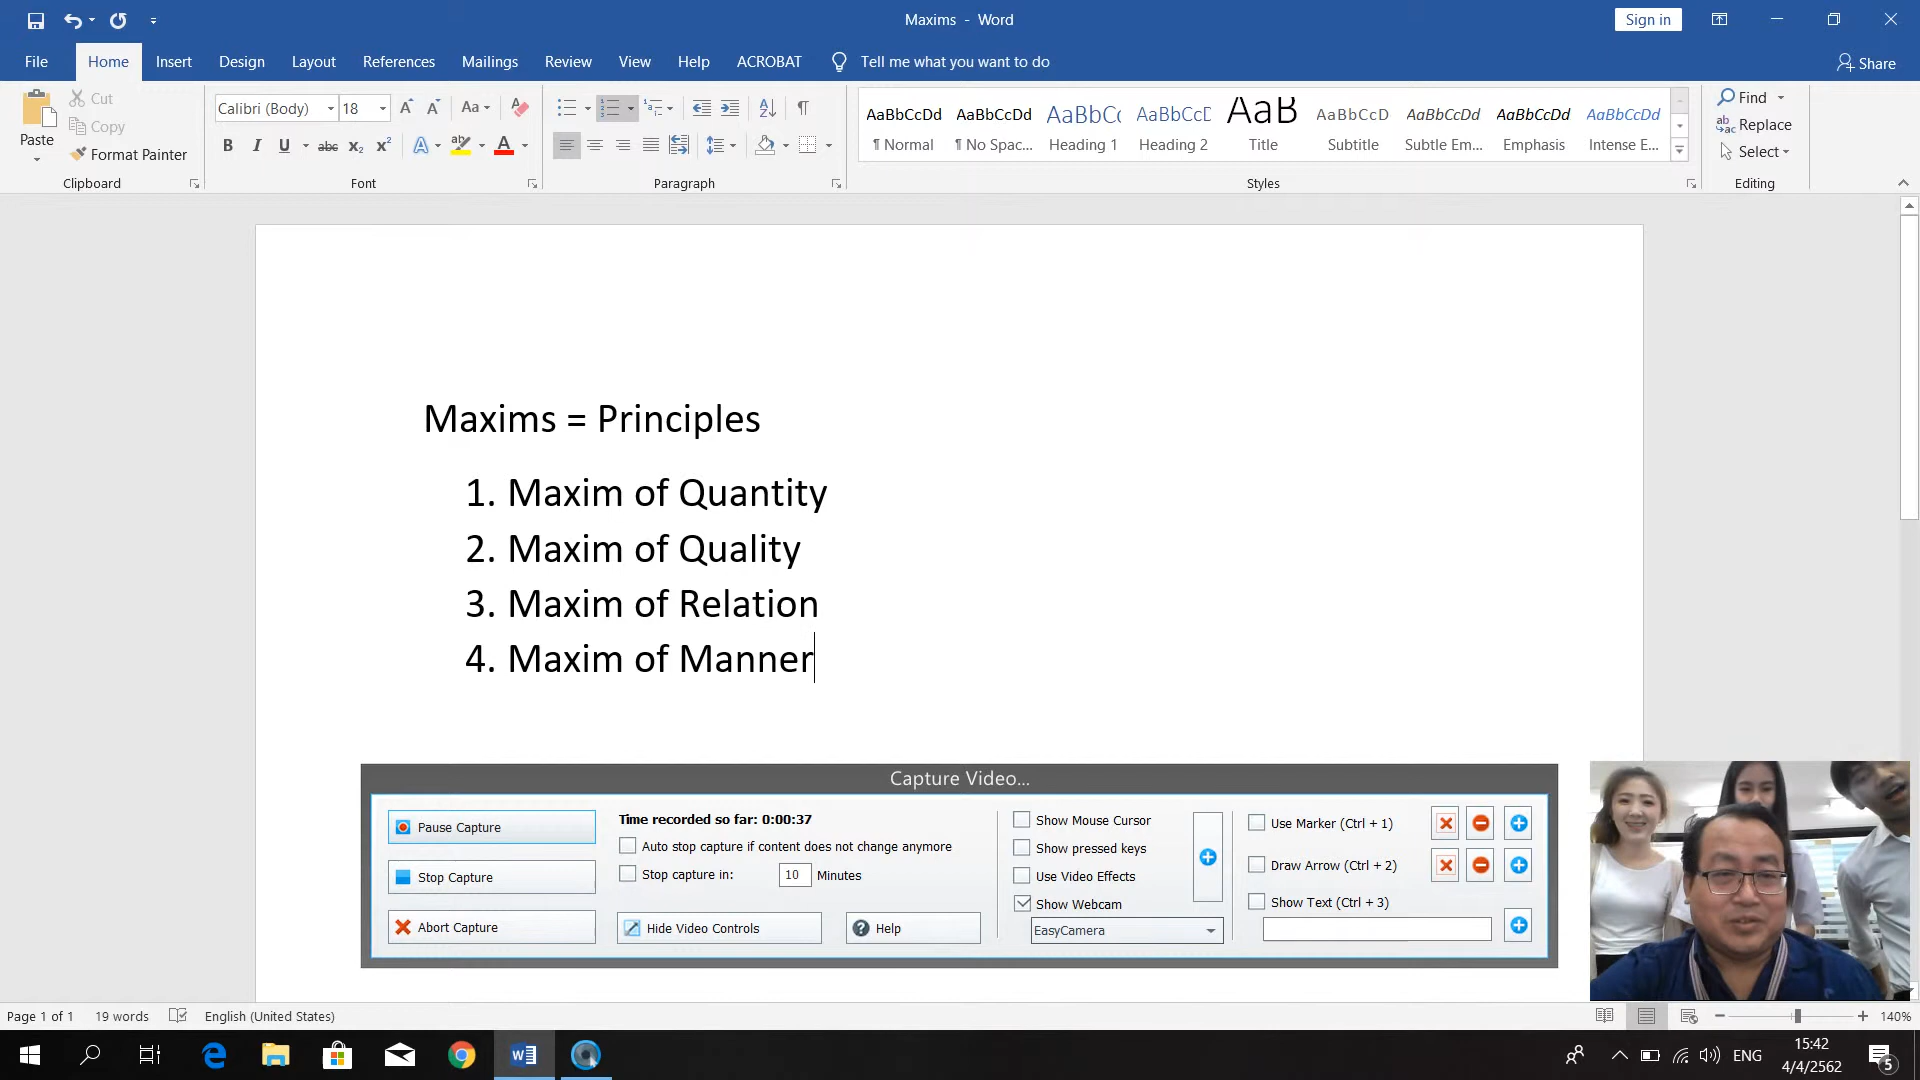 Maxims - Word
Sign in
File Home Insert Design Layout References Mailings Review View Help ACROBAT Tell me what you want to do Share
Paste
Cut
Copy
Format Painter
Clipboard
Calibri (Body) 18
Aa
B I U abc x₂ x² A A
Font
Paragraph
AaBbCcDd AaBbCcDd AaBbC AaBbCcD AaB AaBbCcD AaBbCcDd AaBbCcDd AaBbCcDd
¶ Normal ¶ No Spac... Heading 1 Heading 2 Title Subtitle Subtle Em... Emphasis Intense E...
Styles
Find
Replace
Select
Editing
Maxims = Principles
1. Maxim of Quantity
2. Maxim of Quality
3. Maxim of Relation
4. Maxim of Manner
Capture Video...
Pause Capture
Stop Capture
Abort Capture
Time recorded so far: 0:00:37
Auto stop capture if content does not change anymore
Stop capture in: 10 Minutes
Hide Video Controls
Help
Show Mouse Cursor
Show pressed keys
Use Video Effects
Show Webcam
EasyCamera
Use Marker (Ctrl + 1)
Draw Arrow (Ctrl + 2)
Show Text (Ctrl + 3)
Page 1 of 1 19 words English (United States) 140%
ENG
15:42
4/4/2562
5